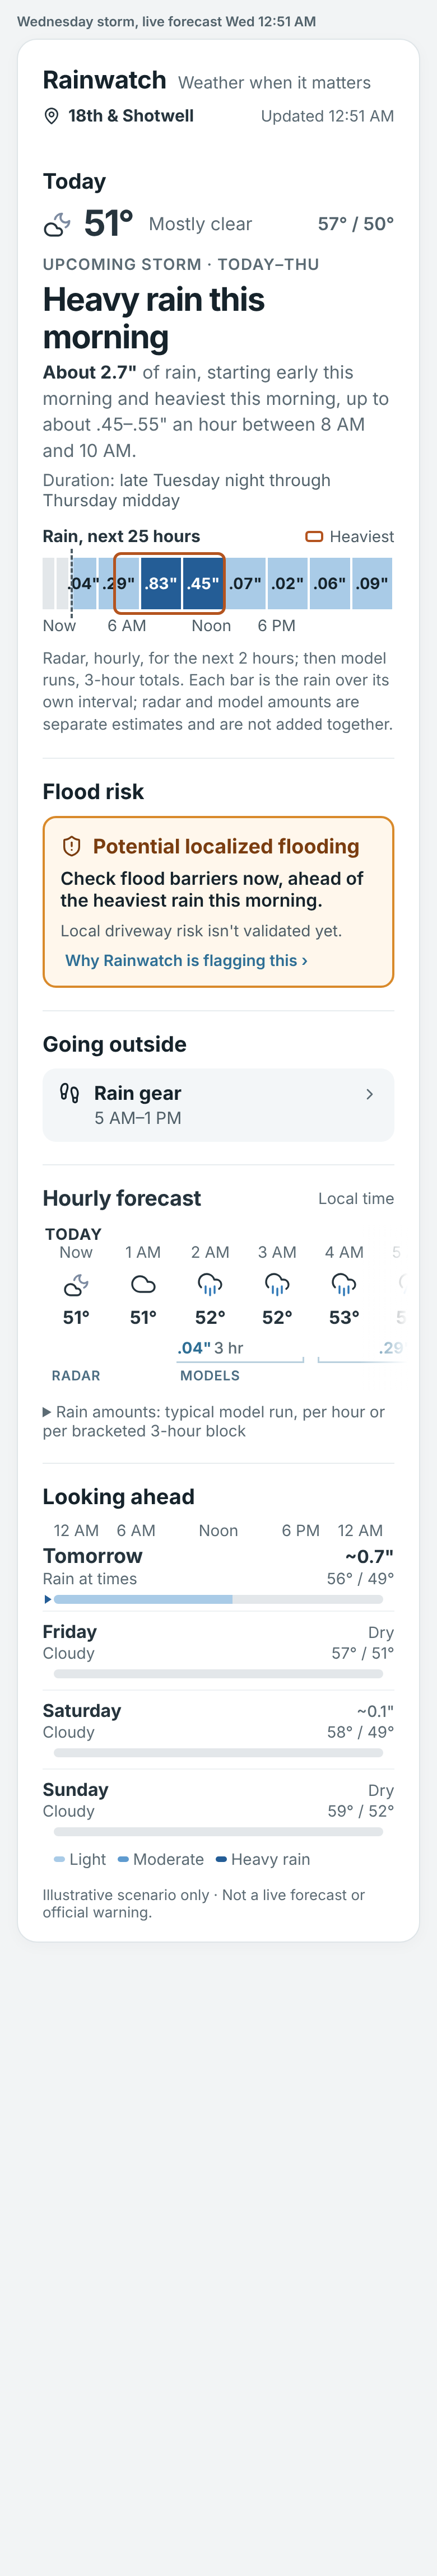 Wednesday storm, live forecast Wed 12:51 AM
Rainwatch Weather when it matters
18th & Shotwell Updated 12:51 AM
Today
51° Mostly clear 57° / 50°
UPCOMING STORM · TODAY–THU
Heavy rain this
morning
About 2.7" of rain, starting early this
morning and heaviest this morning, up to
about .45–.55" an hour between 8 AM
and 10 AM.
Duration: late Tuesday night through
Thursday midday
Rain, next 25 hours Heaviest
.04" .29" .83" .45" .07" .02" .06" .09"
Now 6 AM Noon 6 PM
Radar, hourly, for the next 2 hours; then model
runs, 3-hour totals. Each bar is the rain over its
own interval; radar and model amounts are
separate estimates and are not added together.
Flood risk
Potential localized flooding
Check flood barriers now, ahead of
the heaviest rain this morning.
Local driveway risk isn't validated yet.
Why Rainwatch is flagging this ›
Going outside
Rain gear
5 AM–1 PM
Hourly forecast Local time
TODAY
Now 1 AM 2 AM 3 AM 4 AM 5
51° 51° 52° 52° 53° 5
.04" 3 hr .29
RADAR MODELS
▶ Rain amounts: typical model run, per hour or
per bracketed 3-hour block
Looking ahead
12 AM 6 AM Noon 6 PM 12 AM
Tomorrow ~0.7"
Rain at times 56° / 49°
Friday Dry
Cloudy 57° / 51°
Saturday ~0.1"
Cloudy 58° / 49°
Sunday Dry
Cloudy 59° / 52°
Light Moderate Heavy rain
Illustrative scenario only · Not a live forecast or
official warning.